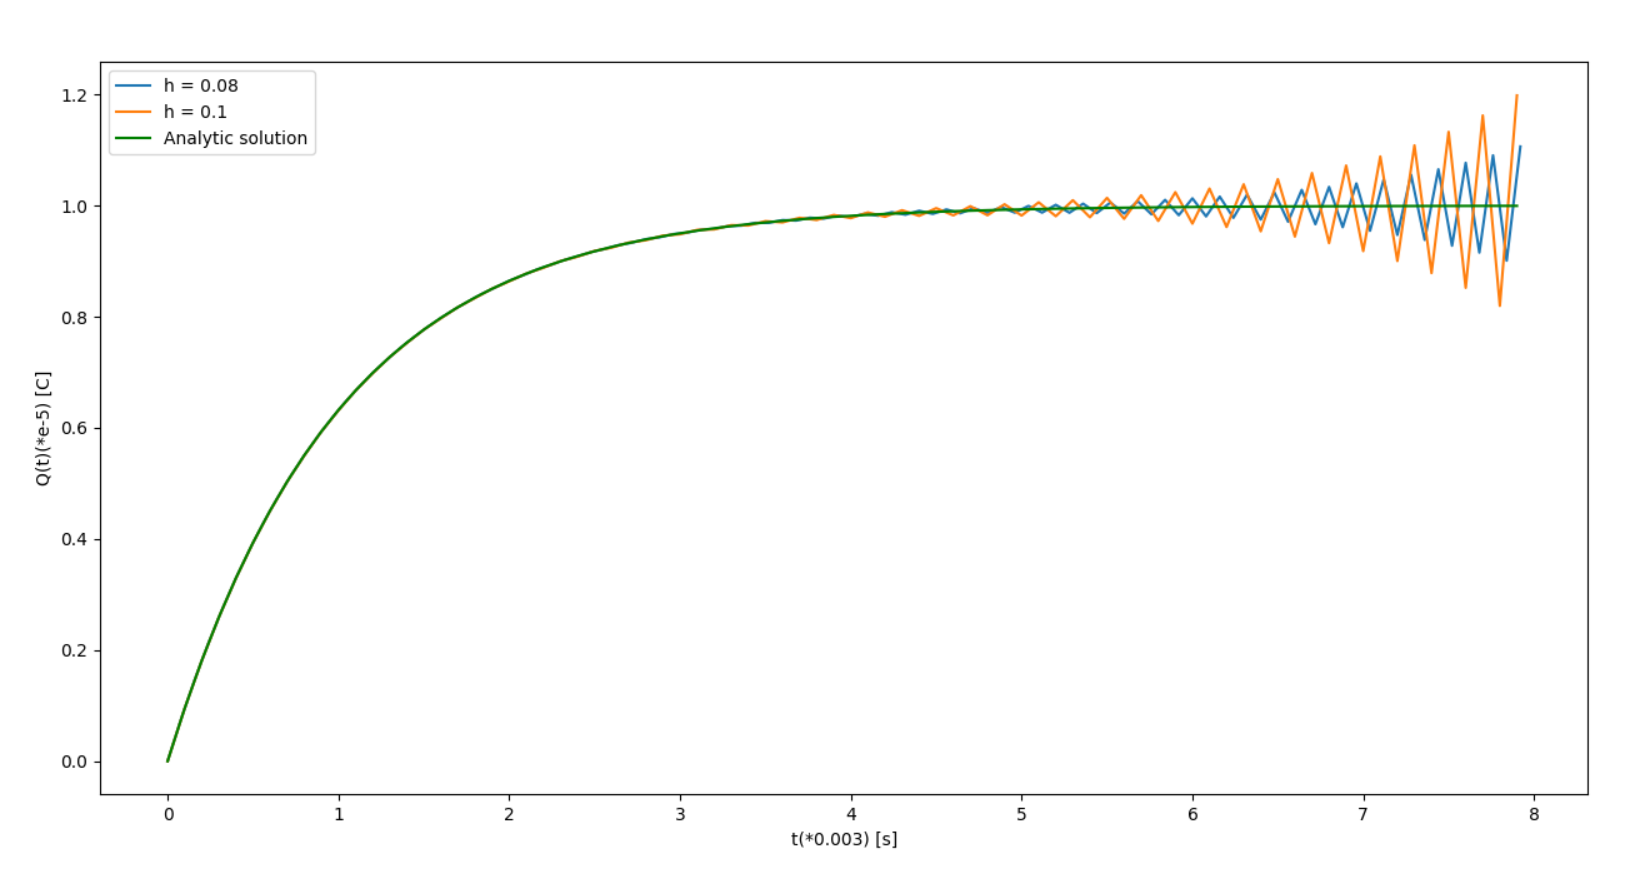 h = 0.08
h = 0.1
Analytic solution
1.2
1.0
0.8
0.6
0.4
0.2
0.0
Q(t)(*e-5) [C]
0 1 2 3 4 5 6 7 8
t(*0.003) [s]